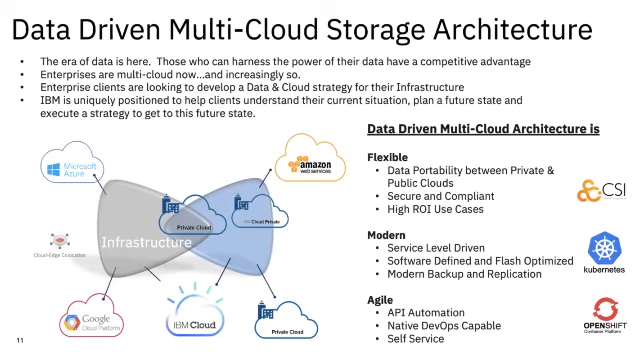 Data Driven Multi-Cloud Storage Architecture
• The era of data is here. Those who can harness the power of their data have a competitive advantage
• Enterprises are multi-cloud now...and increasingly so.
• Enterprise clients are looking to develop a Data & Cloud strategy for their Infrastructure
• IBM is uniquely positioned to help clients understand their current situation, plan a future state and
execute a strategy to get to this future state.
Microsoft
Azure
amazon
web services
Private Cloud
IBM Cloud Private
Infrastructure
Cloud-Edge Colocation
Google
Cloud Platform
IBM Cloud
Private Cloud
Data Driven Multi-Cloud Architecture is
Flexible
• Data Portability between Private &
Public Clouds
• Secure and Compliant
• High ROI Use Cases
CSI
Modern
• Service Level Driven
• Software Defined and Flash Optimized
• Modern Backup and Replication
kubernetes
Agile
• API Automation
• Native DevOps Capable
• Self Service
OPENSHIFT
Container Platform
11